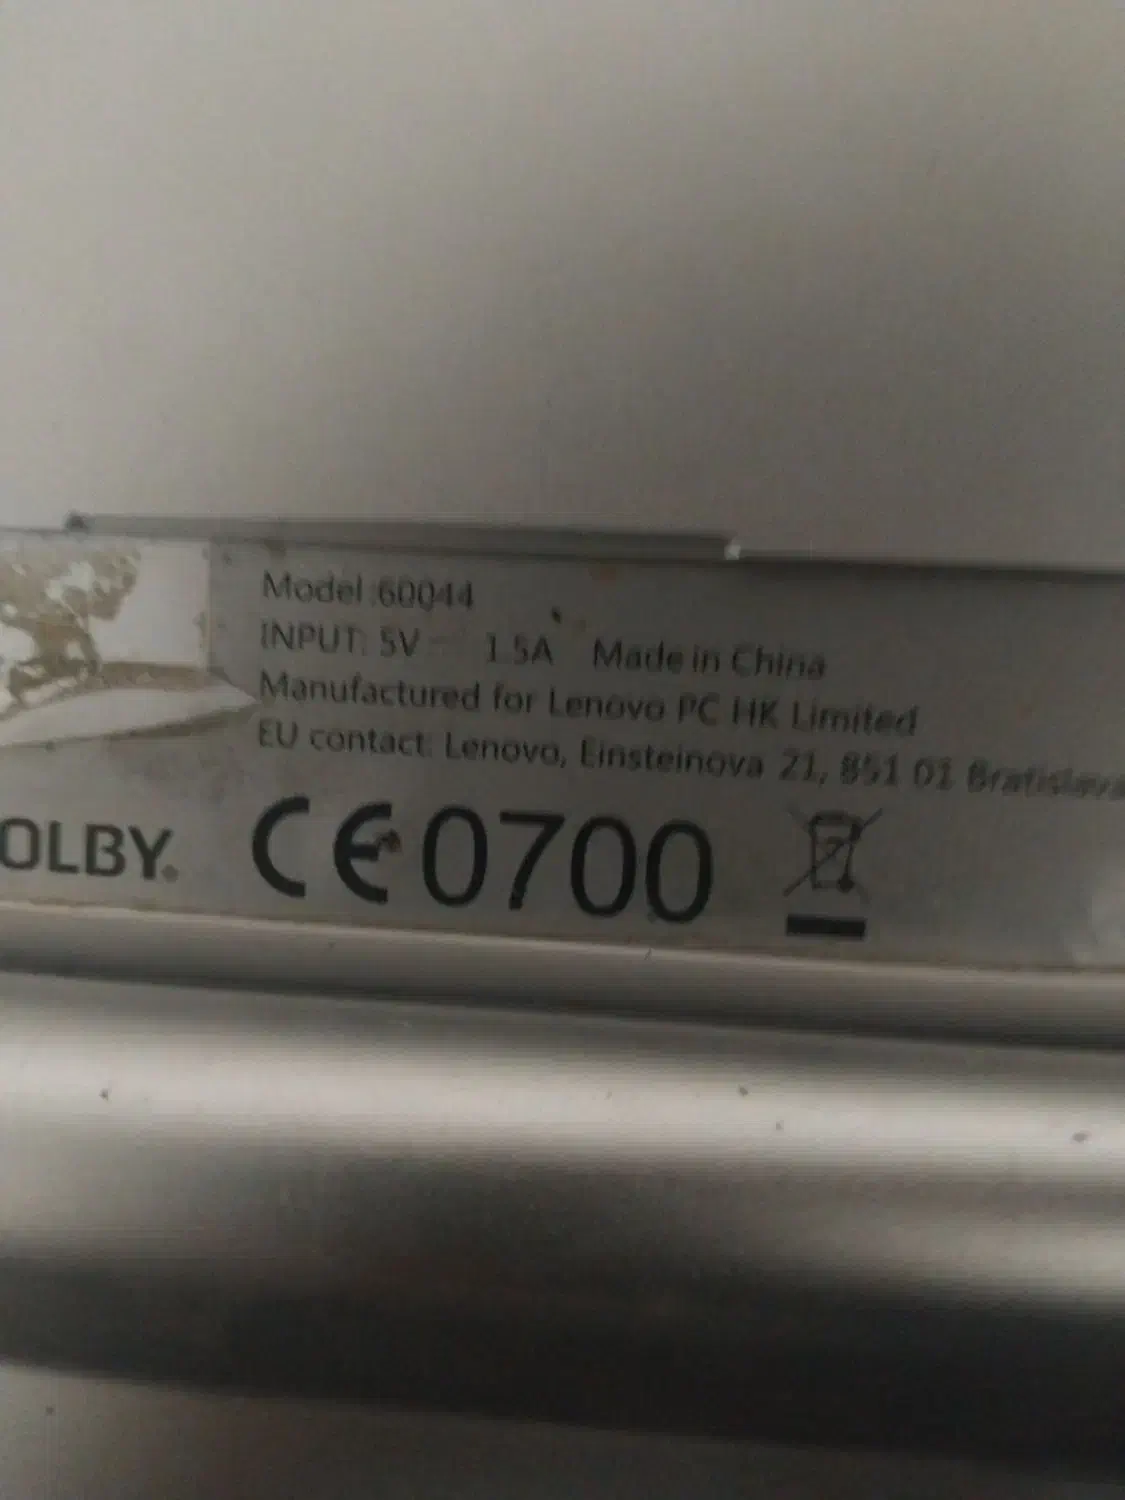 Model:60044
INPUT: 5V⎓ 1.5A Made in China
Manufactured for Lenovo PC HK Limited
EU contact: Lenovo, Einsteinova 21, 851 01 Bratislava
OLBY.
CE0700